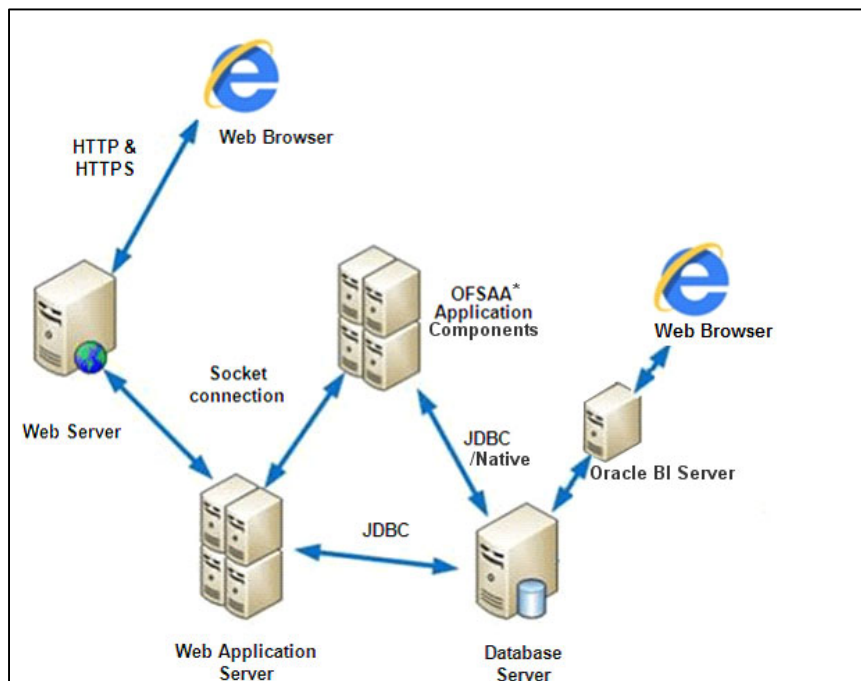 Web Browser
HTTP &
HTTPS
OFSAA*
Application
Components
Web Browser
Socket
connection
Web Server
JDBC
/Native
Oracle BI Server
JDBC
Web Application
Server
Database
Server